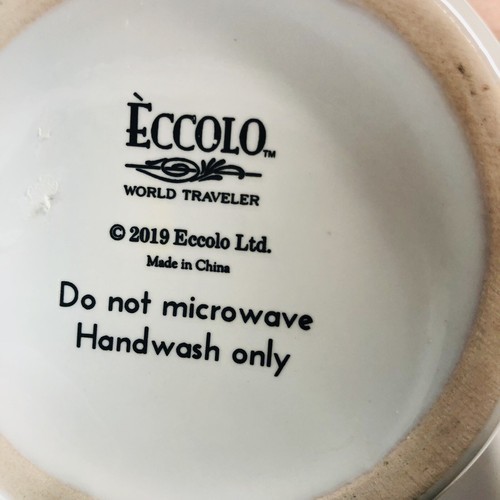 ÈCCOLO™
WORLD TRAVELER
© 2019 Eccolo Ltd.
Made in China
Do not microwave
Handwash only